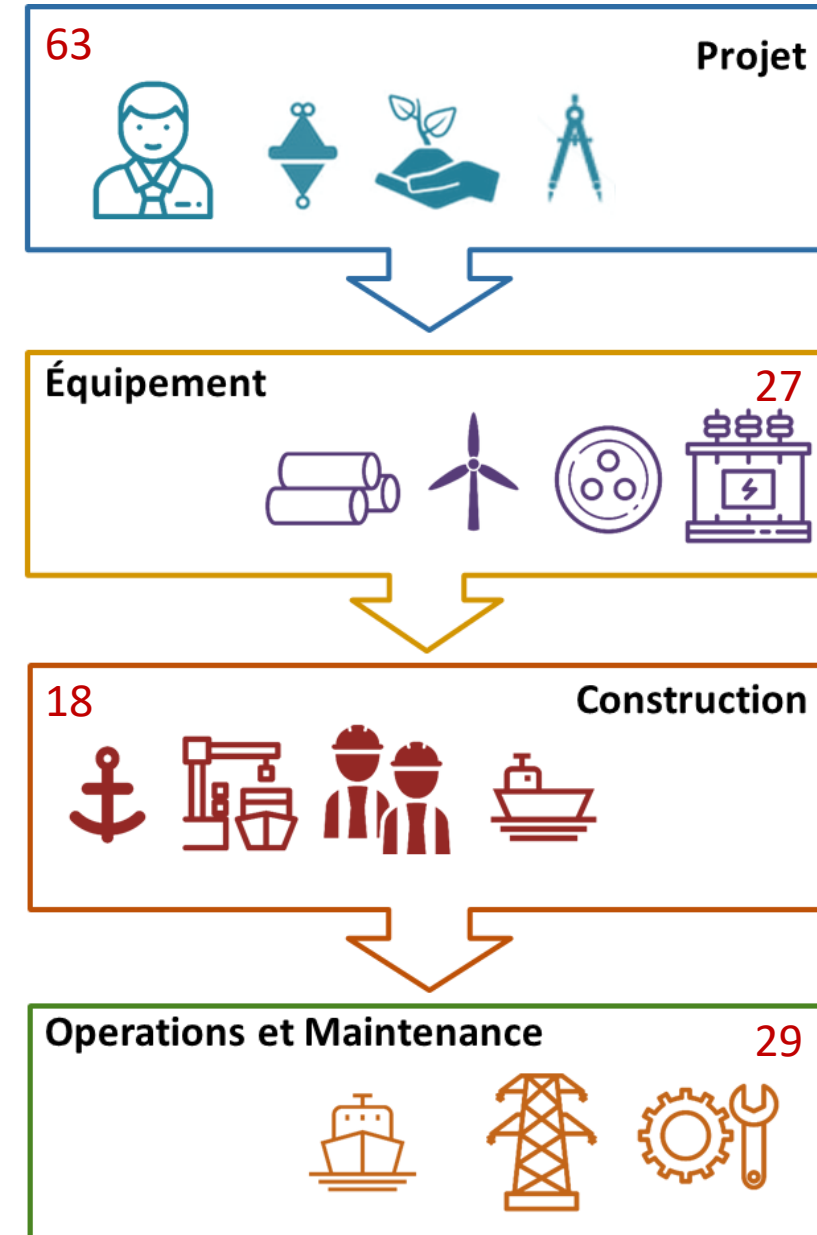 63
Projet
Équipement
27
18
Construction
Operations et Maintenance
29